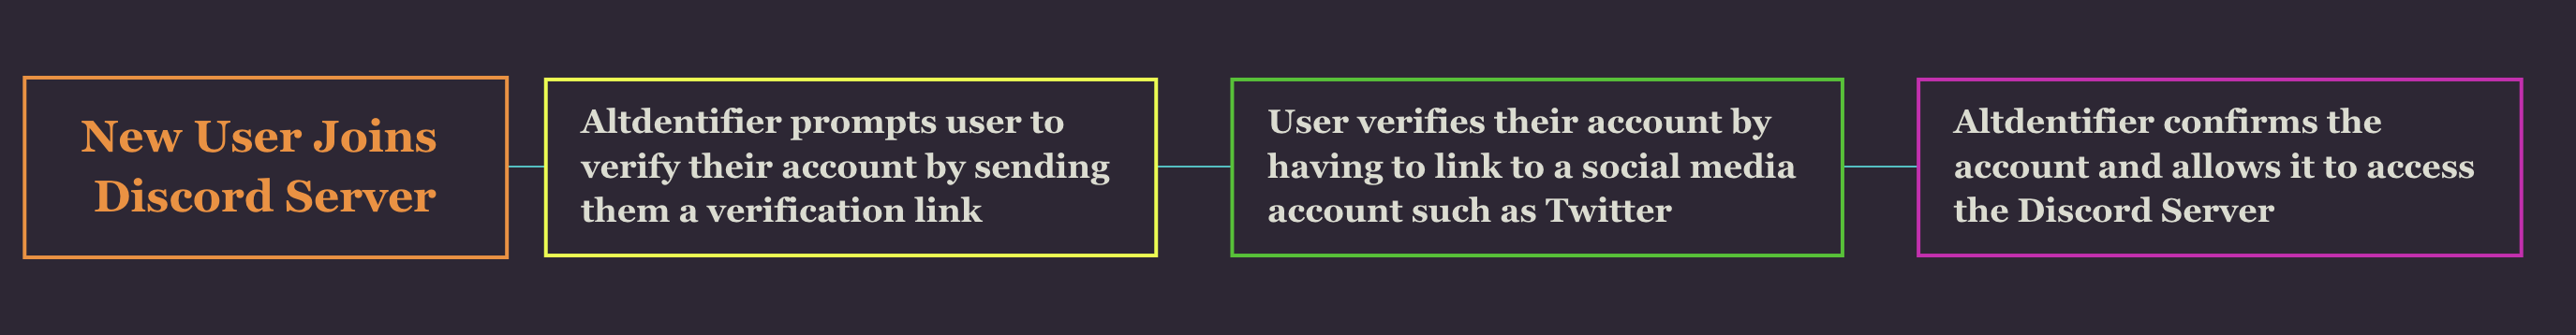 New User Joins
Discord Server
Altdentifier prompts user to
verify their account by sending
them a verification link
User verifies their account by
having to link to a social media
account such as Twitter
Altdentifier confirms the
account and allows it to access
the Discord Server